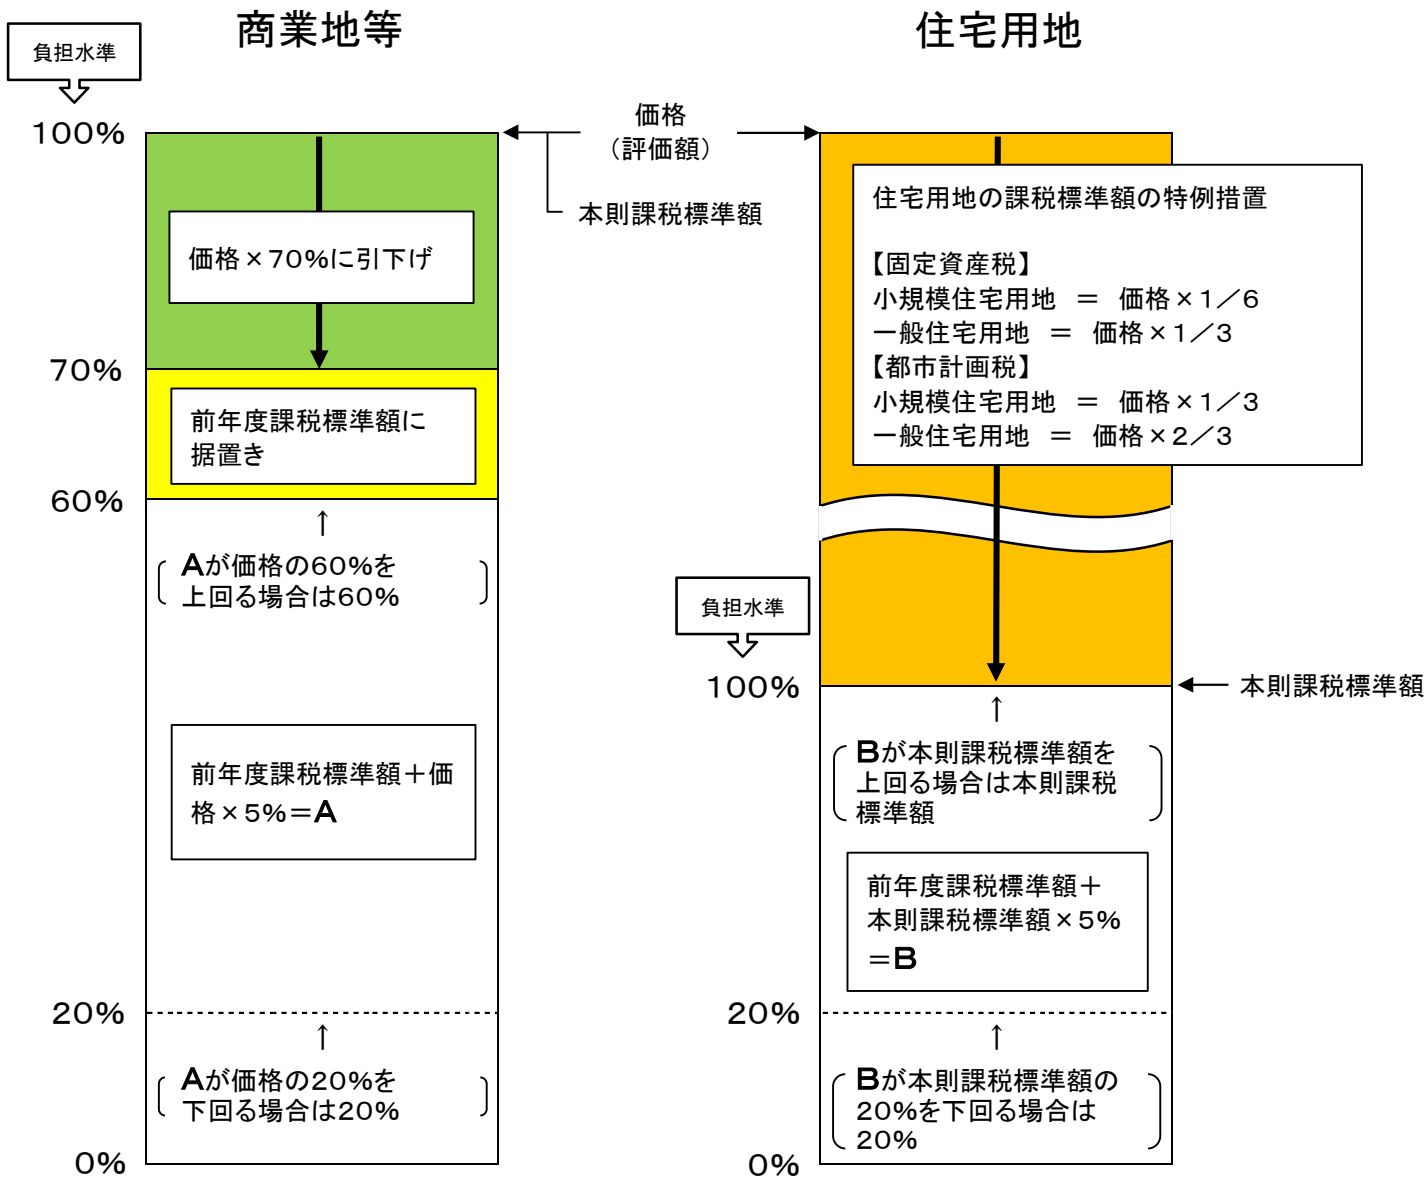 商業地等
負担水準
100%
価格×70%に引下げ
70%
前年度課税標準額に
据置き
60%
↑
Aが価格の60%を
上回る場合は60%
前年度課税標準額＋価
格×5%＝A
20%
↑
Aが価格の20%を
下回る場合は20%
0%
価格
（評価額）
本則課税標準額
住宅用地
住宅用地の課税標準額の特例措置
【固定資産税】
小規模住宅用地 ＝ 価格×1／6
一般住宅用地 ＝ 価格×1／3
【都市計画税】
小規模住宅用地 ＝ 価格×1／3
一般住宅用地 ＝ 価格×2／3
負担水準
100%
本則課税標準額
↑
Bが本則課税標準額を
上回る場合は本則課税
標準額
前年度課税標準額＋
本則課税標準額×5%
＝B
20%
↑
Bが本則課税標準額の
20%を下回る場合は
20%
0%